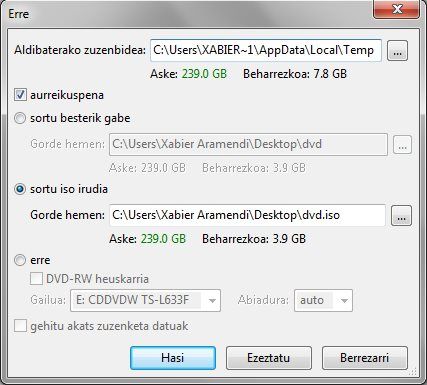 Erre
Aldibaterako zuzenbidea: C:\Users\XABIER~1\AppData\Local\Temp ...
Aske: 239.0 GB Beharrezkoa: 7.8 GB
aurreikuspena
sortu besterik gabe
Gorde hemen: C:\Users\Xabier Aramendi\Desktop\dvd ...
Aske: 239.0 GB Beharrezkoa: 3.9 GB
sortu iso irudia
Gorde hemen: C:\Users\Xabier Aramendi\Desktop\dvd.iso ...
Aske: 239.0 GB Beharrezkoa: 3.9 GB
erre
DVD-RW heuskarria
Gailua: E: CDDVDW TS-L633F Abiadura: auto
gehitu akats zuzenketa datuak
Hasi Ezeztatu Berrezarri